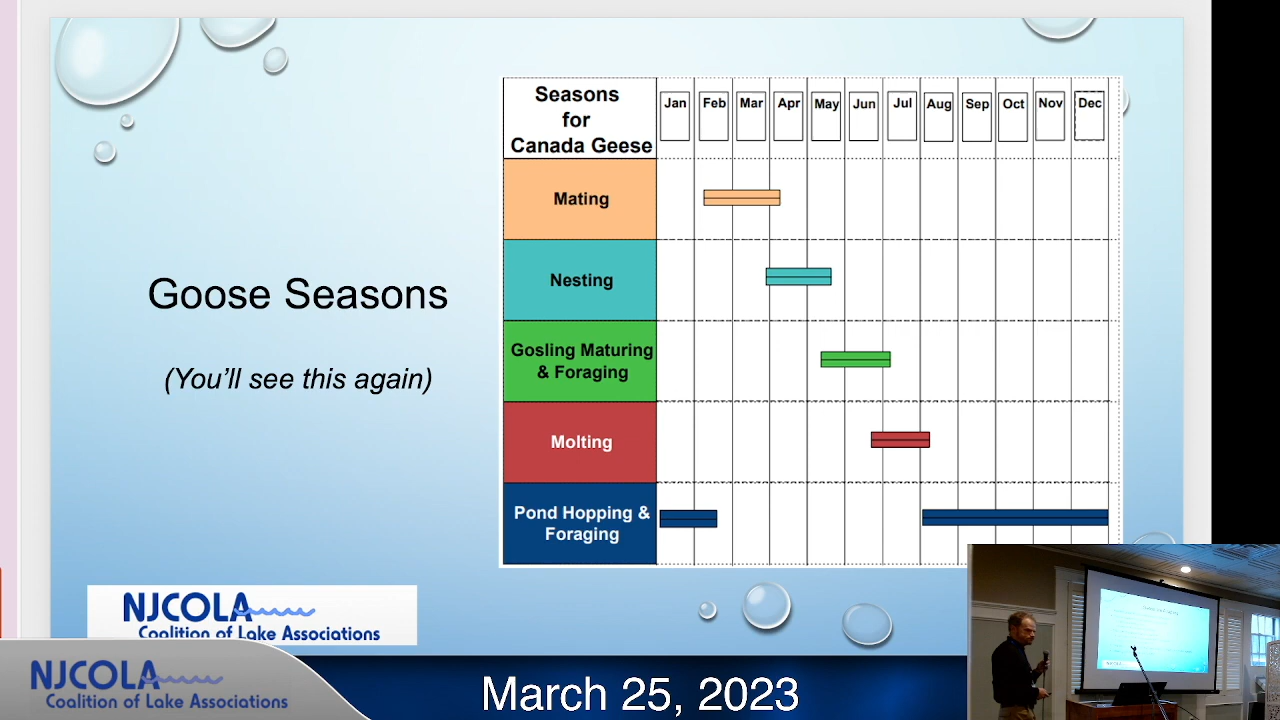 Goose Seasons
(You'll see this again)
Seasons
for
Canada Geese
Jan Feb Mar Apr May Jun Jul Aug Sep Oct Nov Dec
Mating
Nesting
Gosling Maturing
& Foraging
Molting
Pond Hopping &
Foraging
NJCOLA
Coalition of Lake Associations
NJCOLA
Coalition of Lake Associations
March 25, 2023